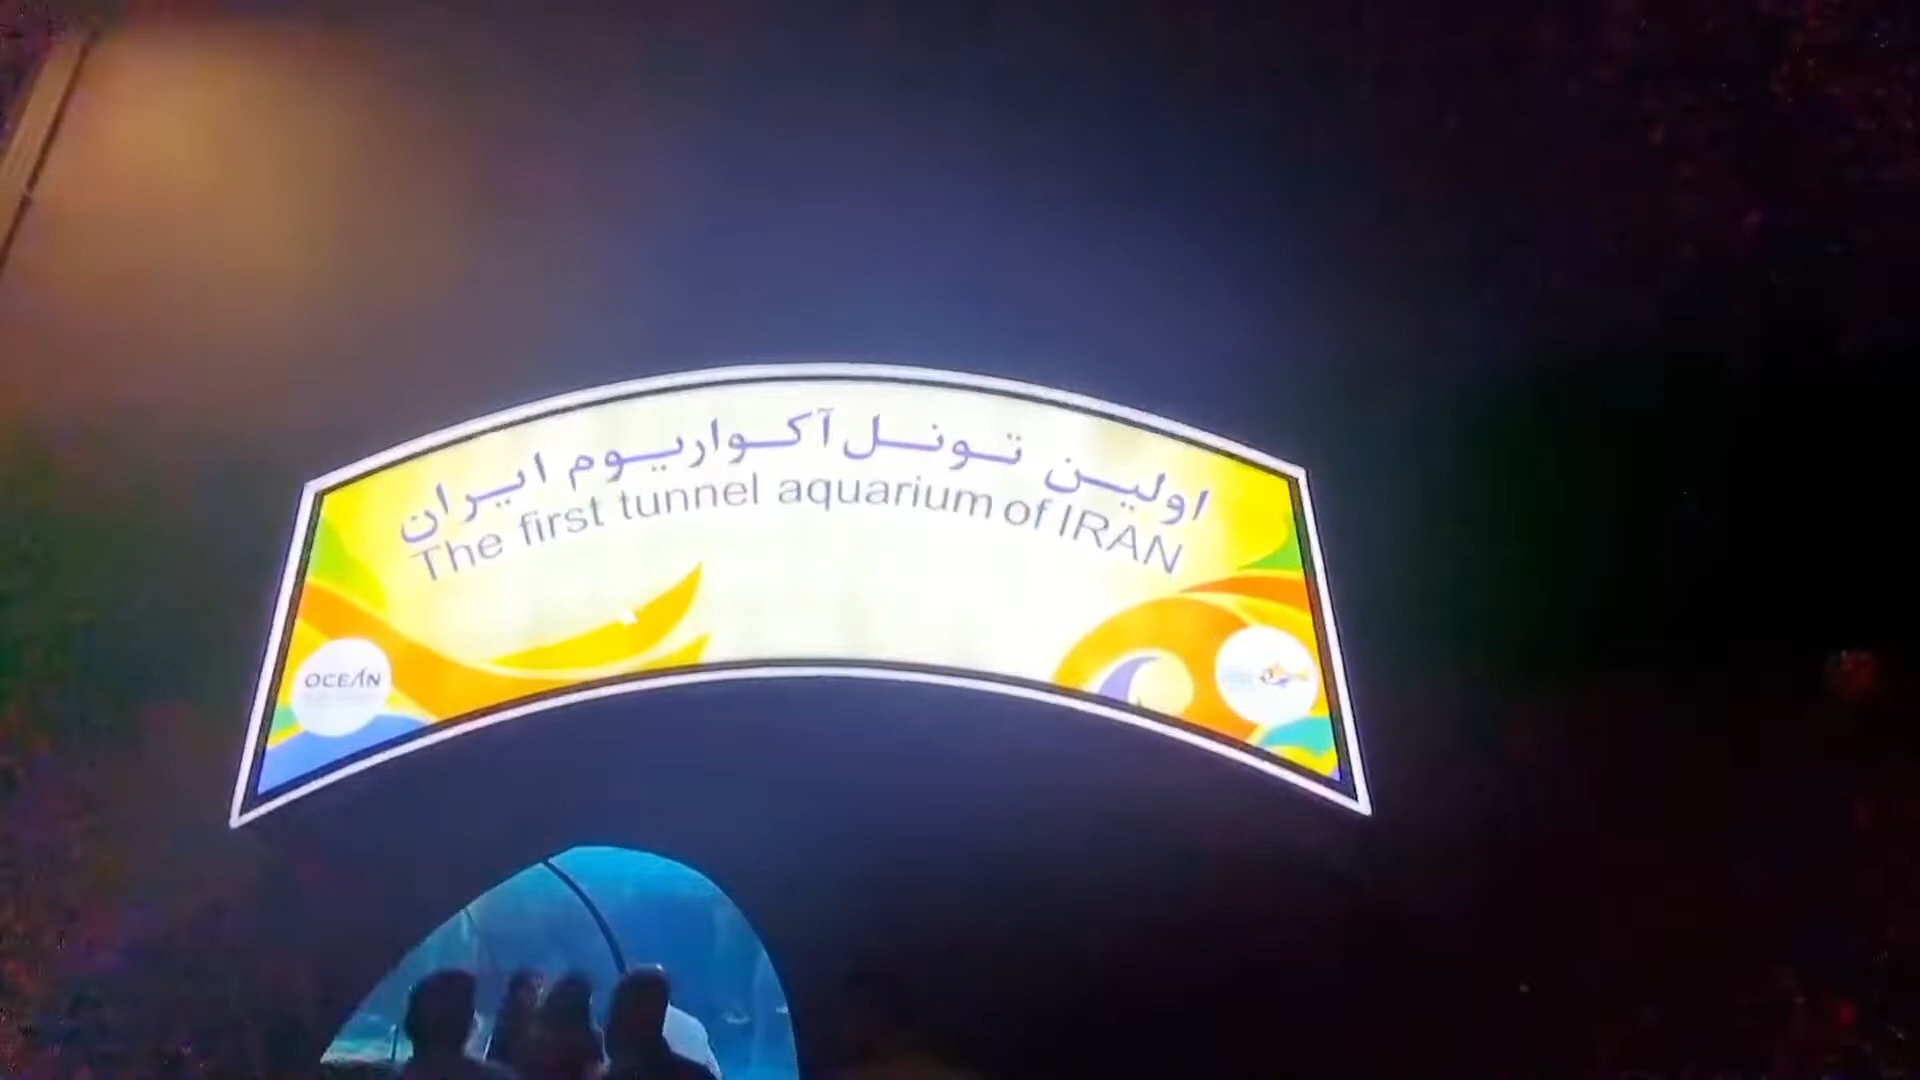 اولین تونل آکواریوم ایران
The first tunnel aquarium of IRAN
OCEAN